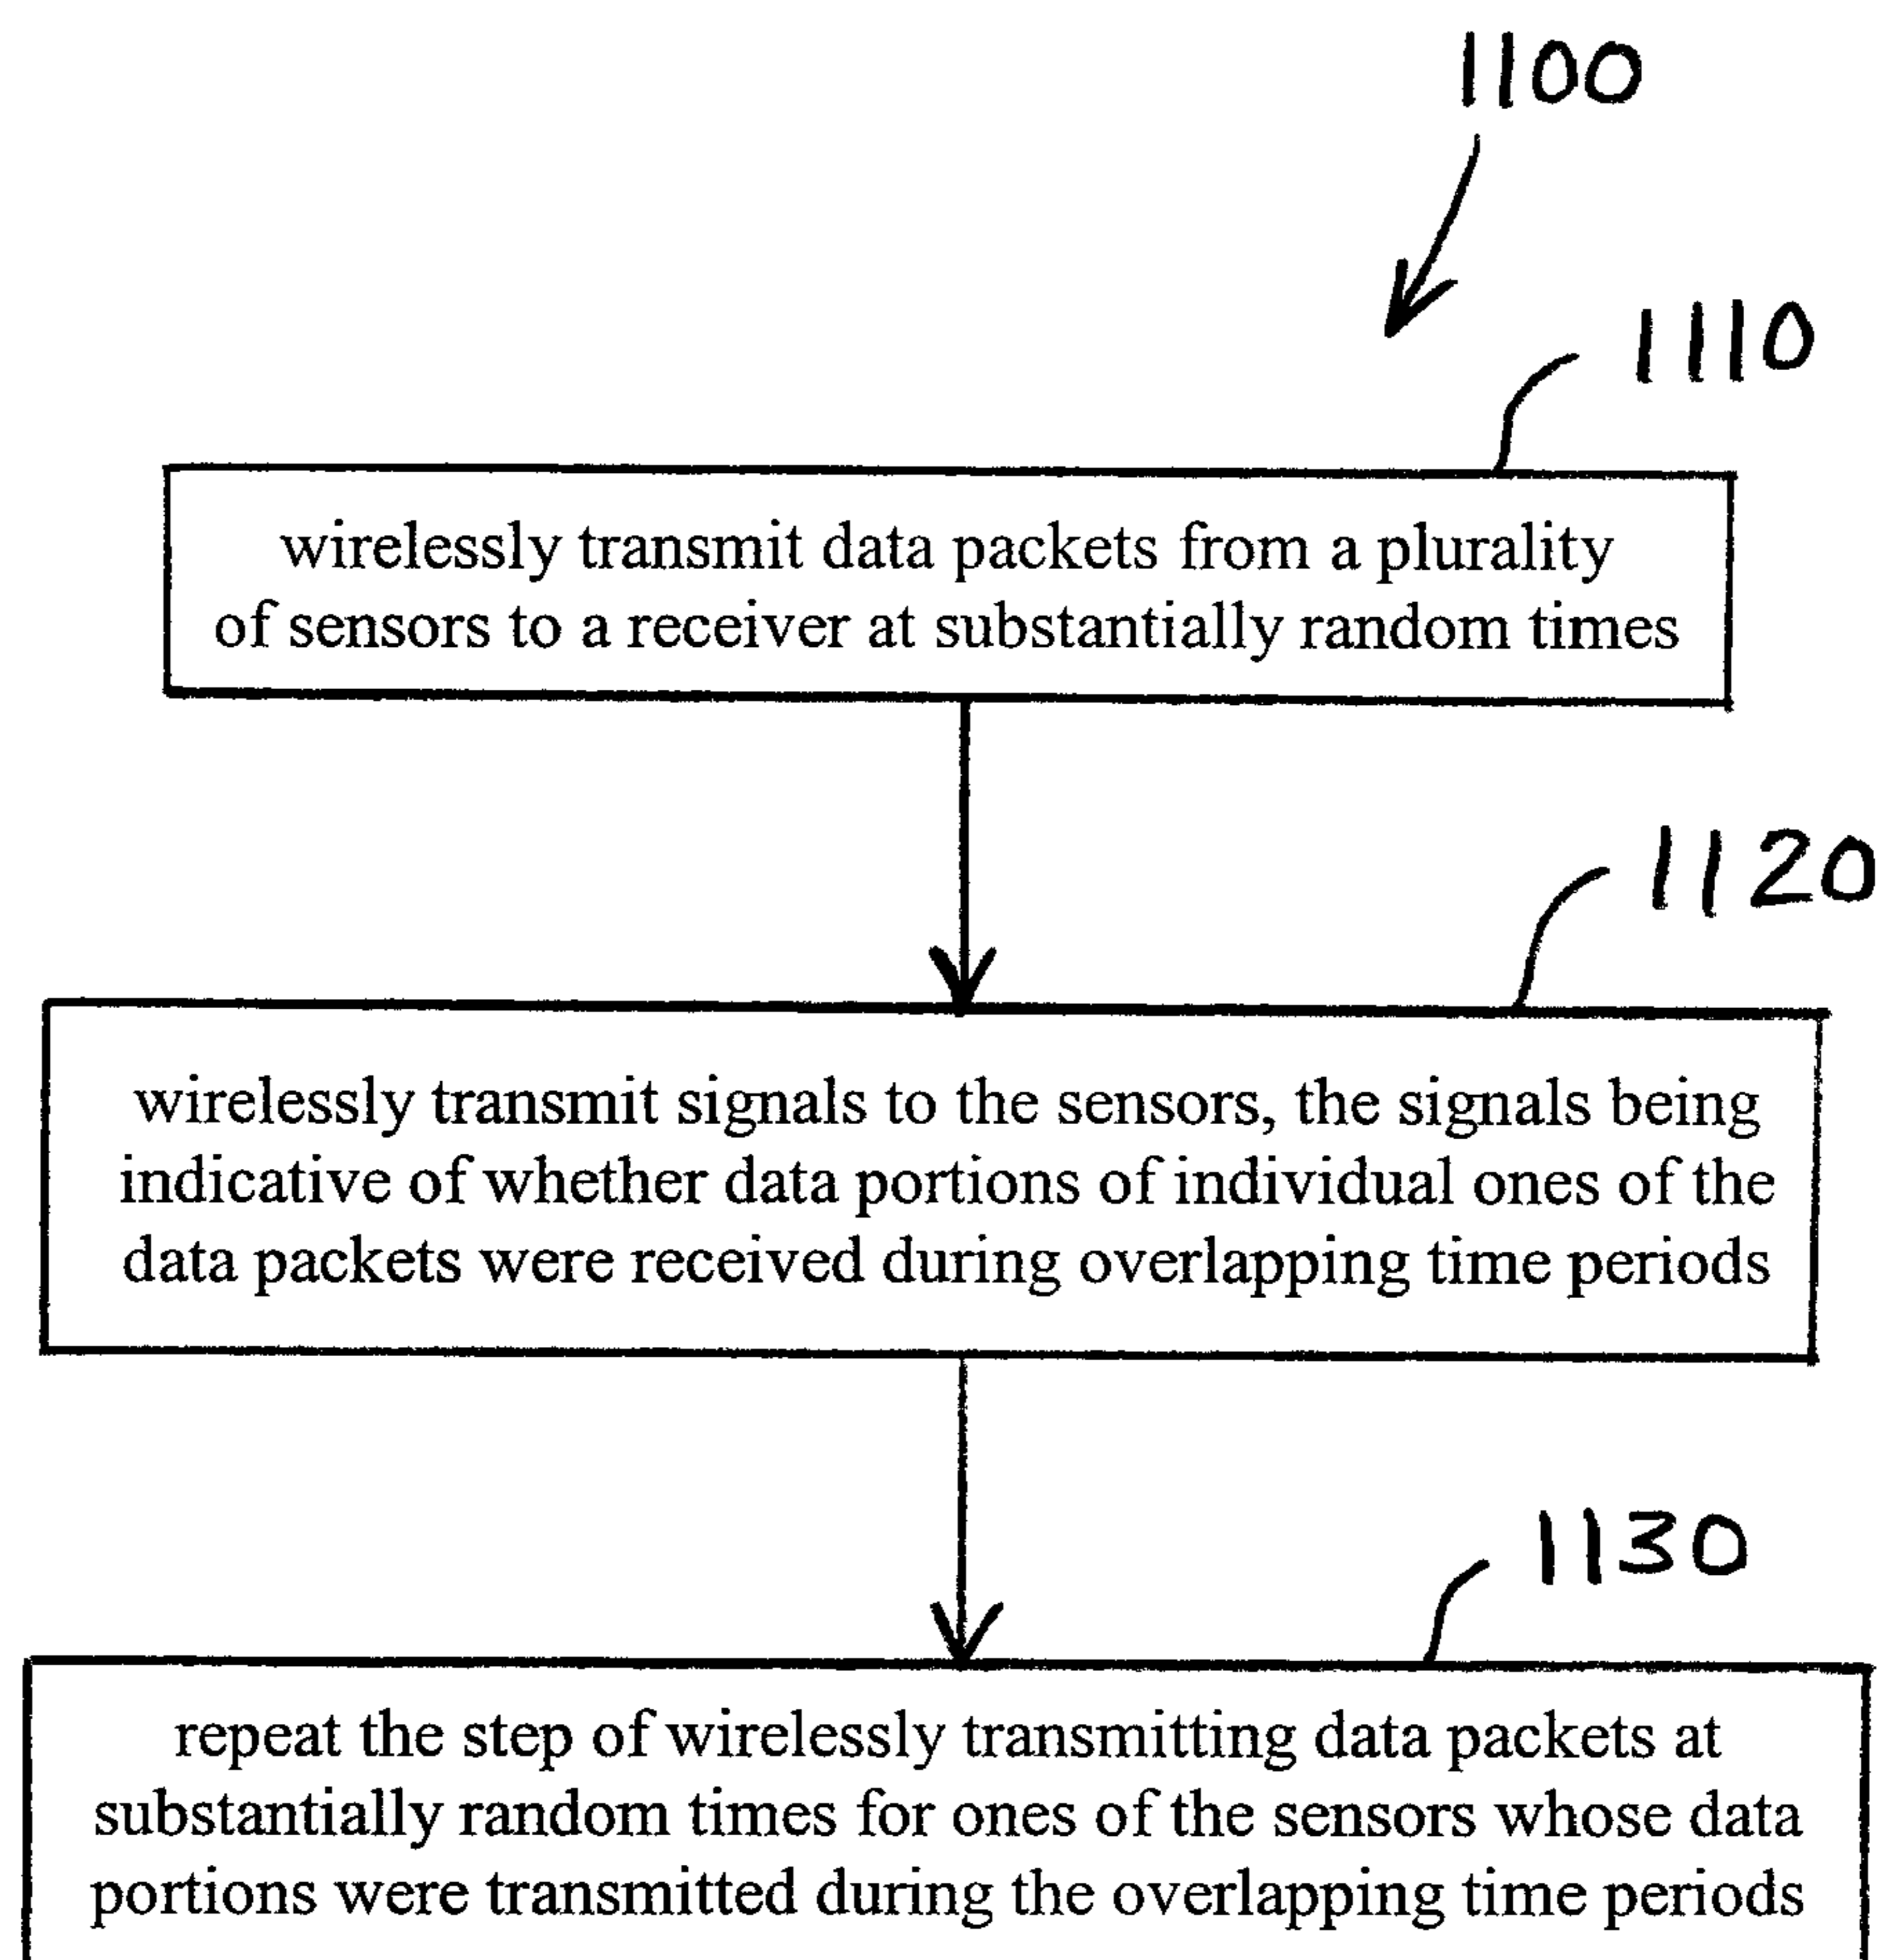 1100
1110
wirelessly transmit data packets from a plurality
of sensors to a receiver at substantially random times
1120
wirelessly transmit signals to the sensors, the signals being
indicative of whether data portions of individual ones of the
data packets were received during overlapping time periods
1130
repeat the step of wirelessly transmitting data packets at
substantially random times for ones of the sensors whose data
portions were transmitted during the overlapping time periods